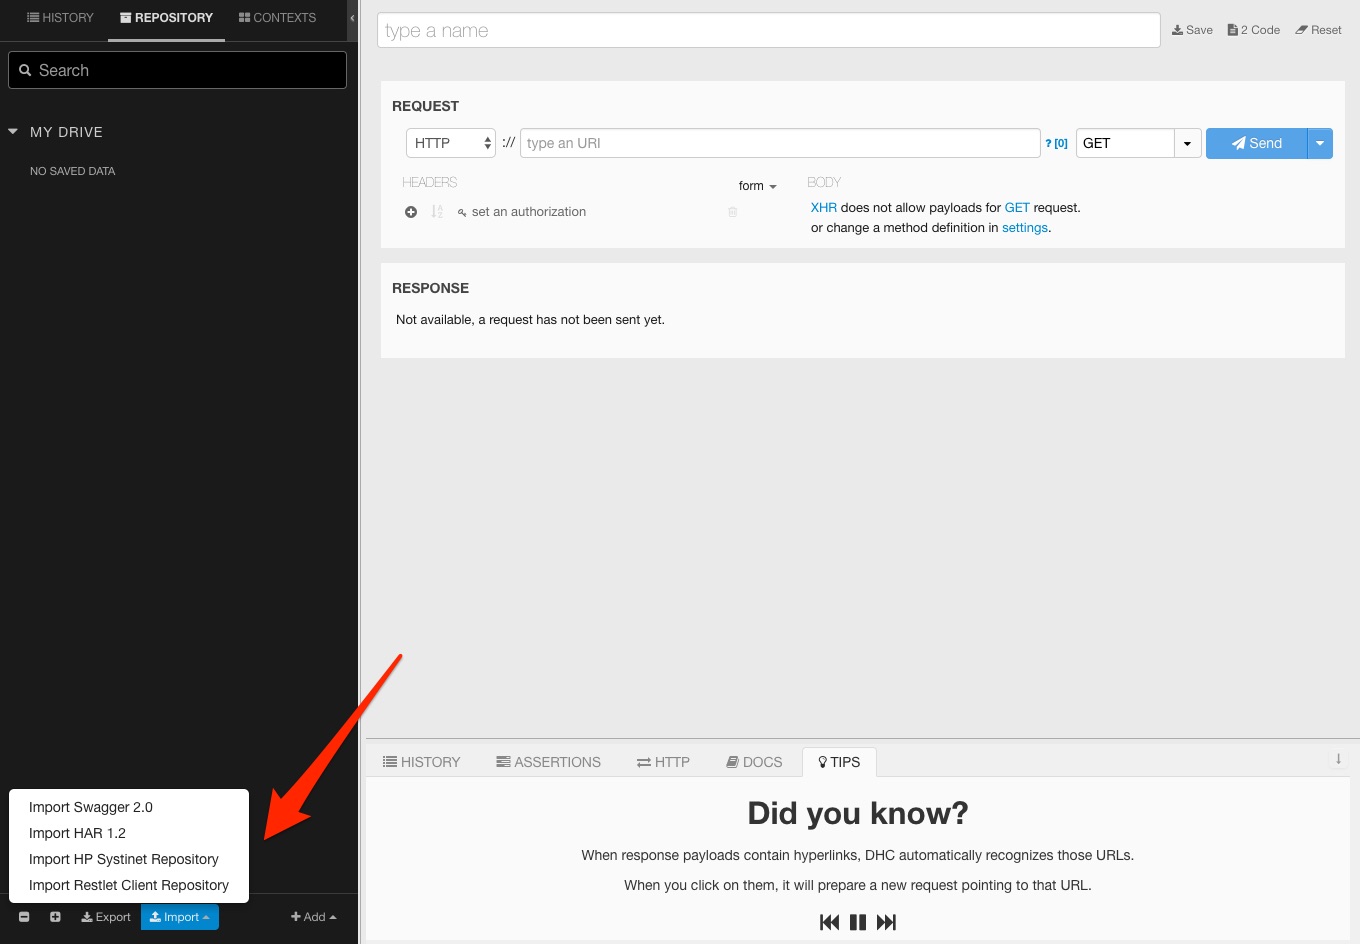 HISTORY REPOSITORY CONTEXTS
Search
MY DRIVE
NO SAVED DATA
Import Swagger 2.0
Import HAR 1.2
Import HP Systinet Repository
Import Restlet Client Repository
Export Import Add
type a name Save 2 Code Reset
REQUEST
HTTP :// type an URI ? [0] GET Send
HEADERS form BODY
set an authorization
XHR does not allow payloads for GET request.
or change a method definition in settings.
RESPONSE
Not available, a request has not been sent yet.
HISTORY ASSERTIONS HTTP DOCS TIPS
Did you know?
When response payloads contain hyperlinks, DHC automatically recognizes those URLs.
When you click on them, it will prepare a new request pointing to that URL.